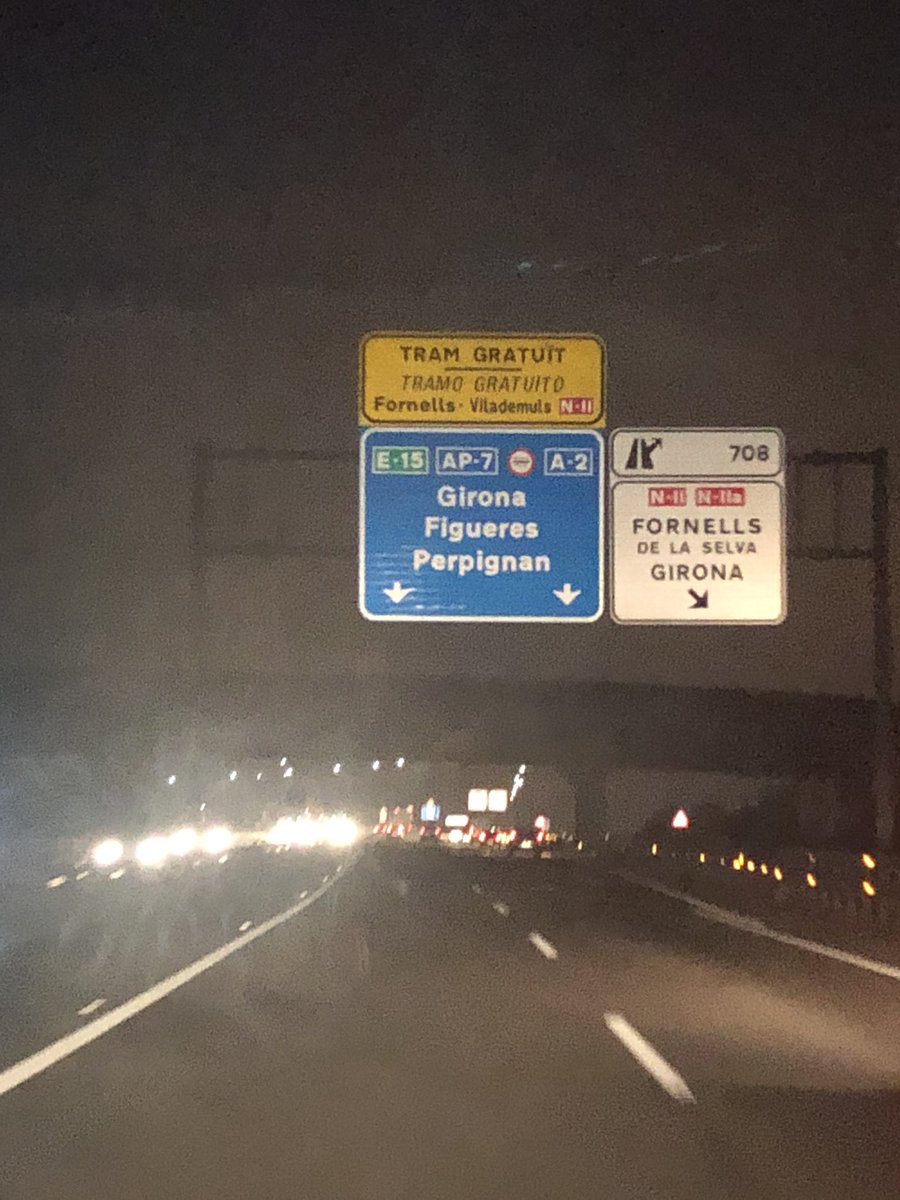 TRAM GRATUÏT
TRAMO GRATUITO
Fornells - Vilademuls N-II
E-15 AP-7 A-2
Girona
Figueres
Perpignan
708
N-II N-IIa
FORNELLS
DE LA SELVA
GIRONA